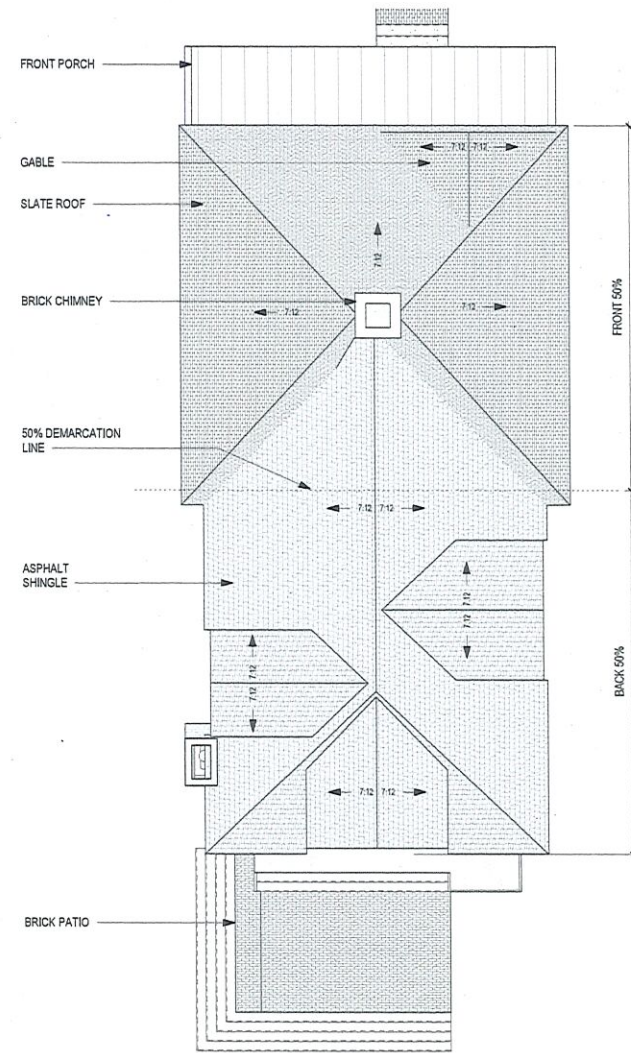 FRONT PORCH
GABLE
7:12 7:12
SLATE ROOF
7:12
BRICK CHIMNEY
7:12
7:12
FRONT 50%
50% DEMARCATION
LINE
7:12 7:12
ASPHALT
SHINGLE
7:12
7:12
7:12
7:12
BACK 50%
7:12 7:12
BRICK PATIO